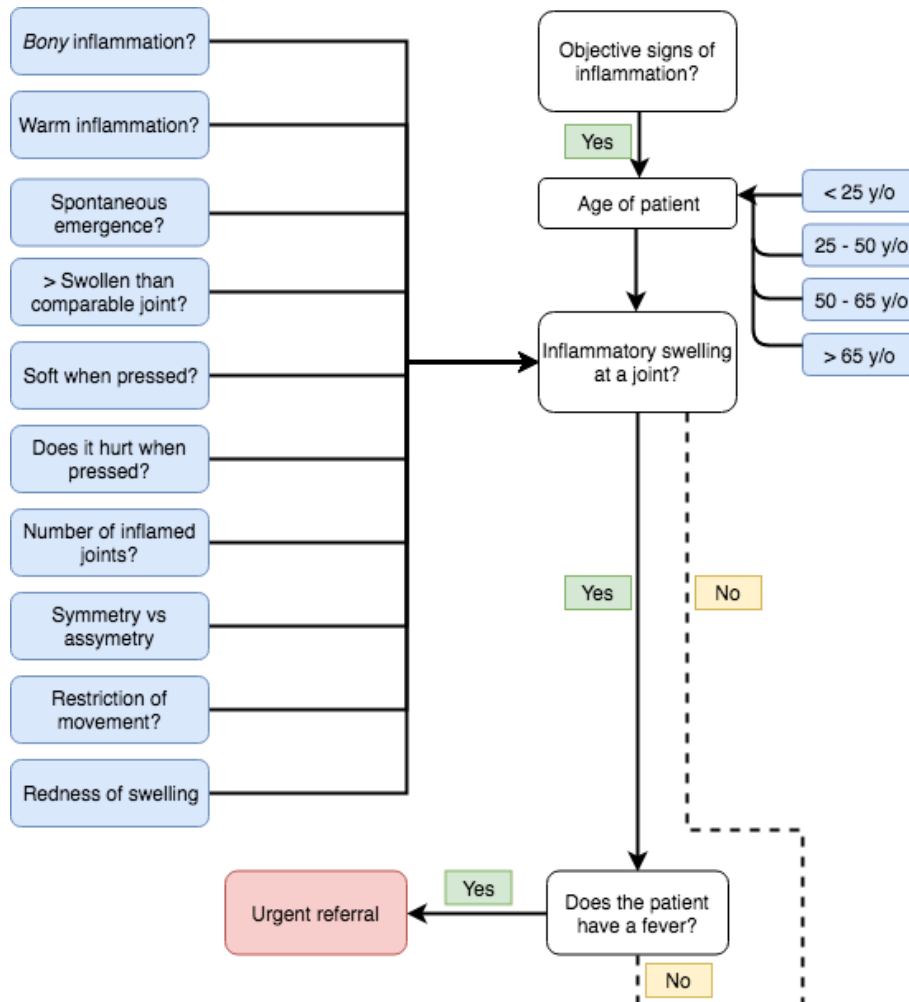 Bony inflammation?
Warm inflammation?
Spontaneous
emergence?
> Swollen than
comparable joint?
Soft when pressed?
Does it hurt when
pressed?
Number of inflamed
joints?
Symmetry vs
assymetry
Restriction of
movement?
Redness of swelling
Objective signs of
inflammation?
Yes
Age of patient
< 25 y/o
25 - 50 y/o
50 - 65 y/o
> 65 y/o
Inflammatory swelling
at a joint?
Yes
No
Does the patient
have a fever?
Yes
Urgent referral
No